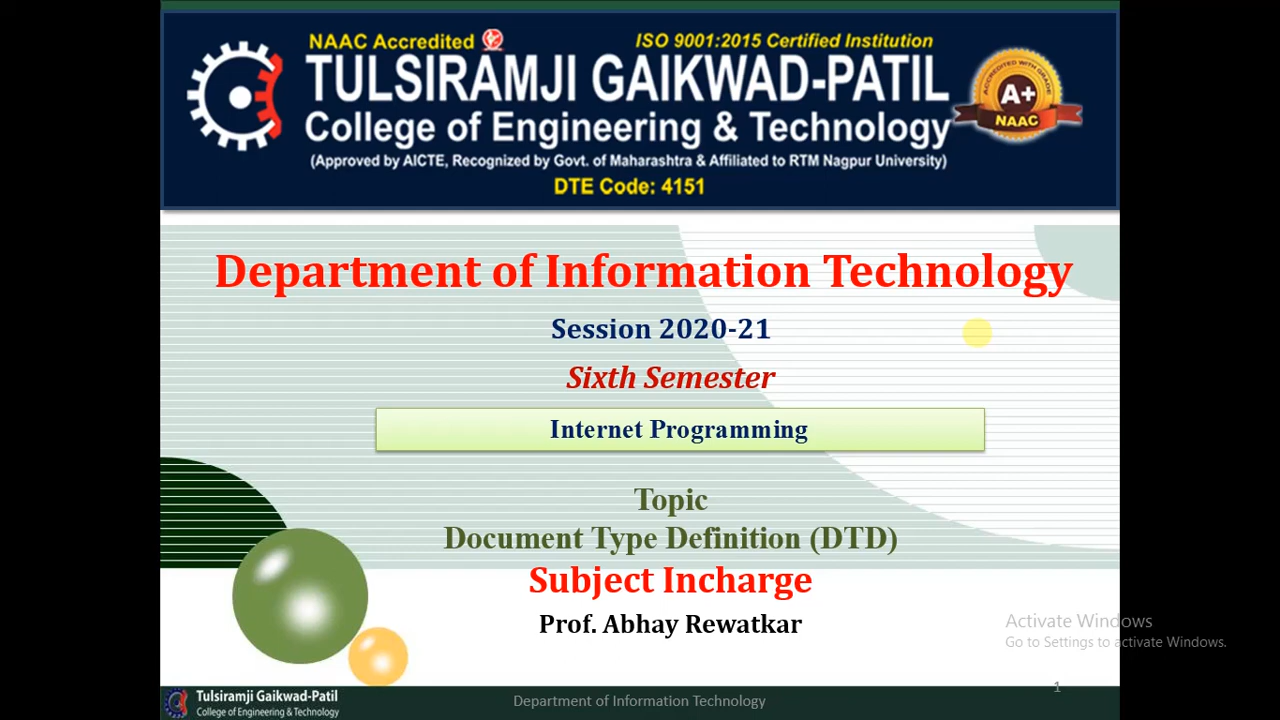 NAAC Accredited
ISO 9001:2015 Certified Institution
TULSIRAMJI GAIKWAD-PATIL
College of Engineering & Technology
(Approved by AICTE, Recognized by Govt. of Maharashtra & Affiliated to RTM Nagpur University)
DTE Code: 4151
ACCREDITED WITH GRADE
A+
NAAC
Department of Information Technology
Session 2020-21
Sixth Semester
Internet Programming
Topic
Document Type Definition (DTD)
Subject Incharge
Prof. Abhay Rewatkar
Activate Windows
Go to Settings to activate Windows.
1
Tulsiramji Gaikwad-Patil
College of Engineering & Technology
Department of Information Technology